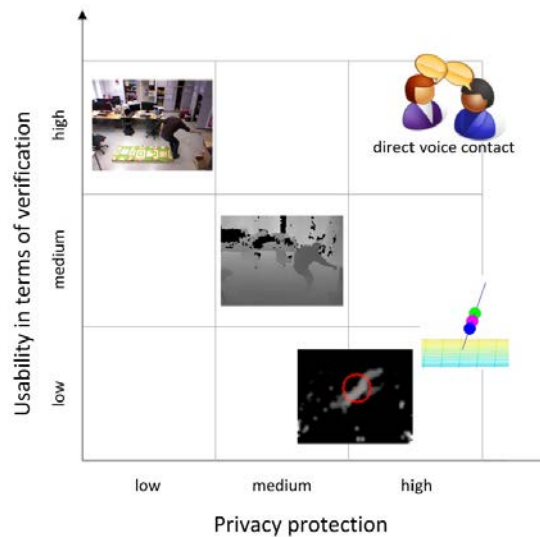 Usability in terms of verification
high
medium
low
direct voice contact
low
medium
high
Privacy protection